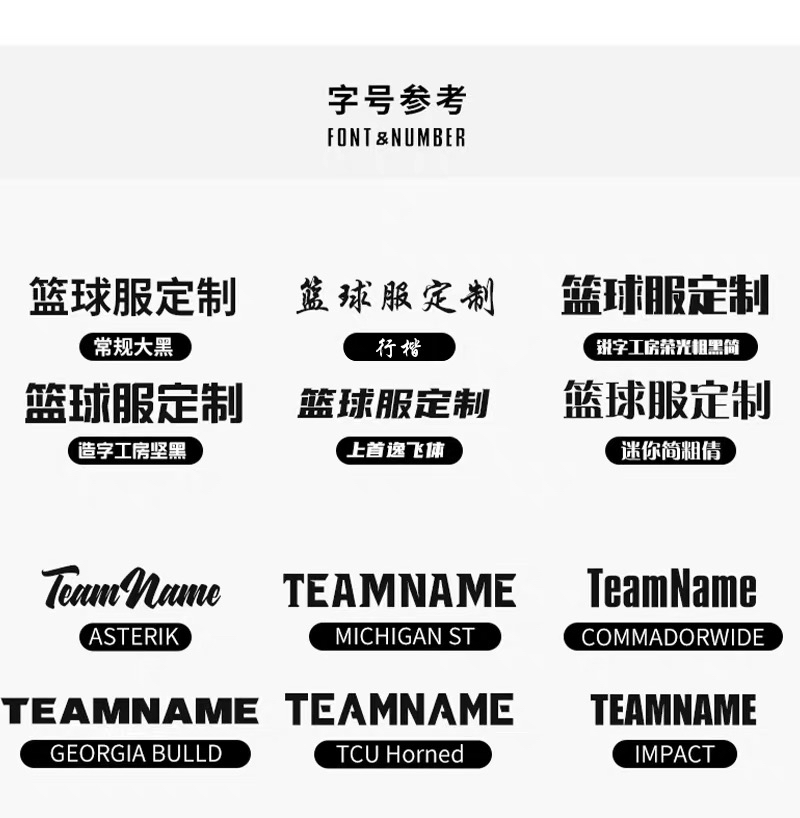 字号参考
FONT&NUMBER
篮球服定制 篮球服定制 篮球服定制
常规大黑 行楷 锐字工房荣光粗黑简
篮球服定制 篮球服定制 篮球服定制
造字工房坚黑 上首逸飞体 迷你简粗倩
TeamName TEAMNAME TeamName
ASTERIK MICHIGAN ST COMMADORWIDE
TEAMNAME TEAMNAME TEAMNAME
GEORGIA BULLD TCU Horned IMPACT